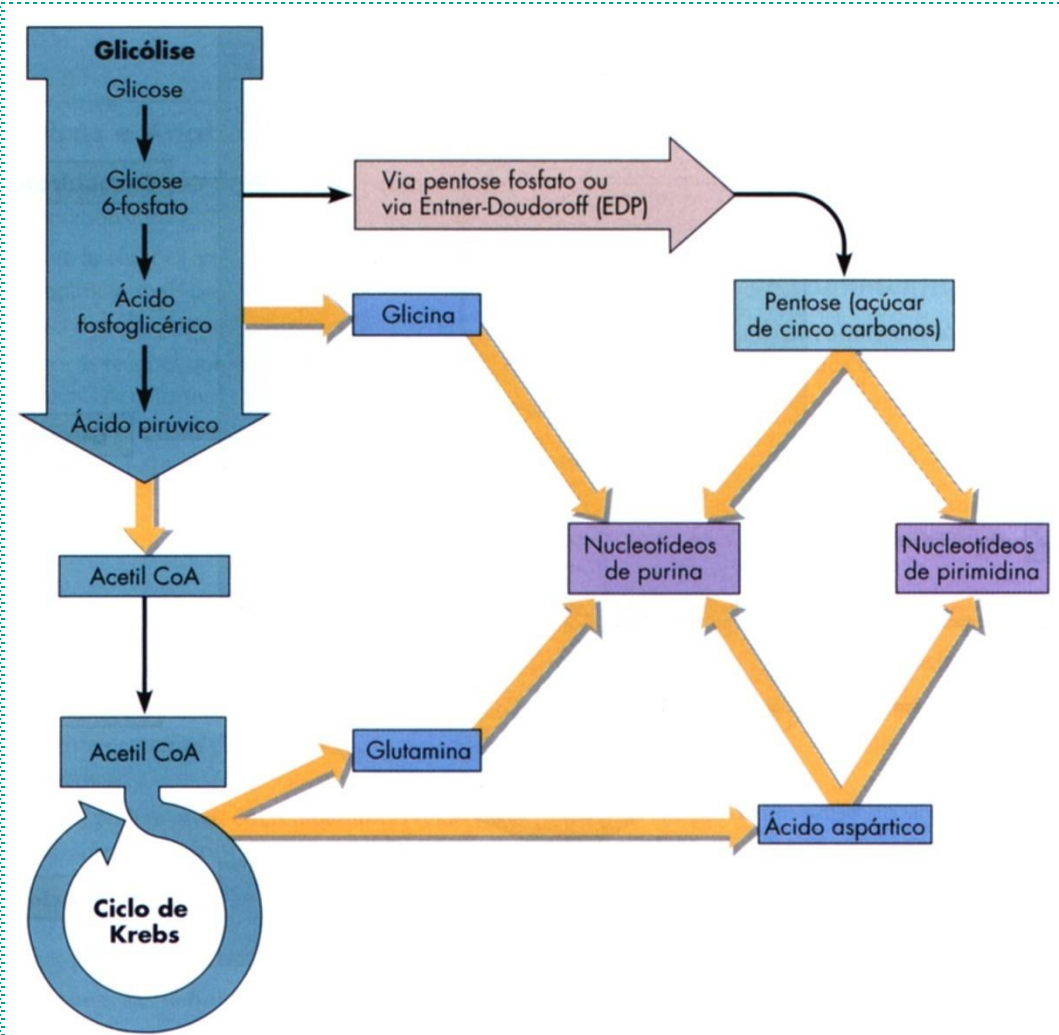 Glicólise
Glicose
Glicose
6-fosfato
Ácido
fosfoglicérico
Ácido pirúvico
Via pentose fosfato ou
via Entner-Doudoroff (EDP)
Glicina
Pentose (açúcar
de cinco carbonos)
Nucleotídeos
de purina
Nucleotídeos
de pirimidina
Acetil CoA
Acetil CoA
Glutamina
Ácido aspártico
Ciclo de
Krebs